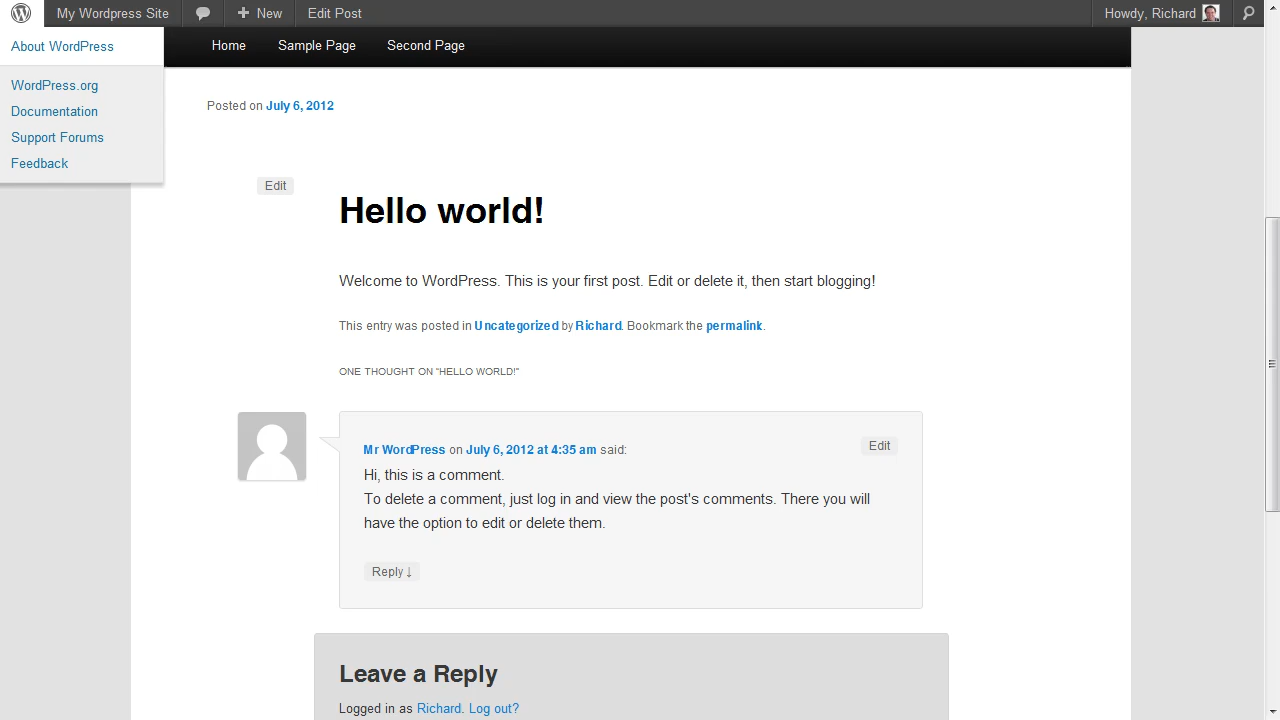 My Wordpress Site
New
Edit Post
Howdy, Richard
About WordPress
WordPress.org
Documentation
Support Forums
Feedback
Home
Sample Page
Second Page
Posted on July 6, 2012
Edit
Hello world!
Welcome to WordPress. This is your first post. Edit or delete it, then start blogging!
This entry was posted in Uncategorized by Richard. Bookmark the permalink.
ONE THOUGHT ON “HELLO WORLD!”
Mr WordPress on July 6, 2012 at 4:35 am said:
Edit
Hi, this is a comment.
To delete a comment, just log in and view the post's comments. There you will
have the option to edit or delete them.
Reply ↓
Leave a Reply
Logged in as Richard. Log out?